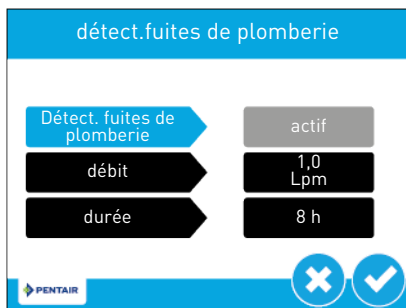 détect.fuites de plomberie
Détect. fuites de
plomberie
actif
débit
1,0
Lpm
durée
8 h
PENTAIR